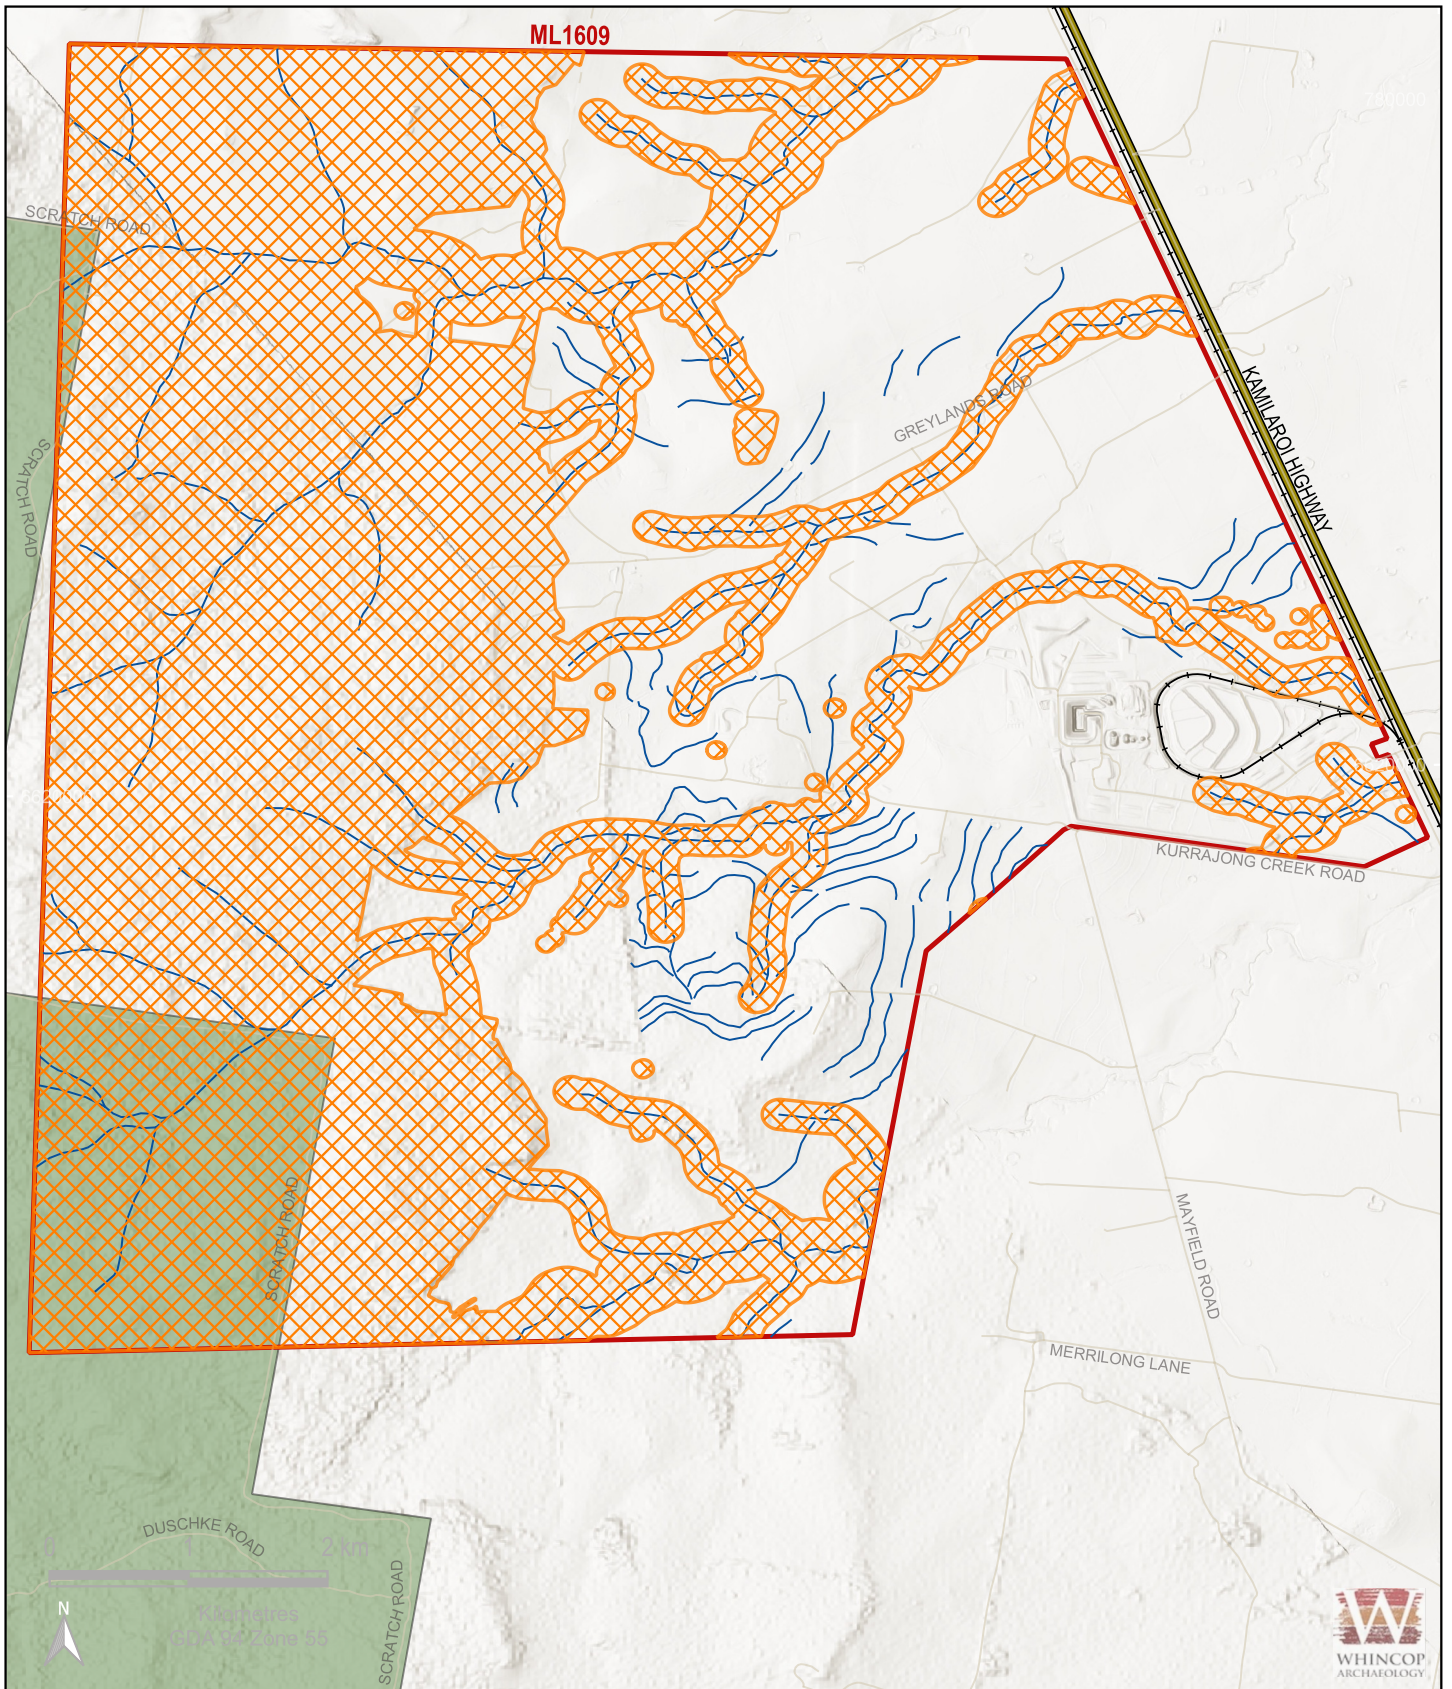 ML1609
780000
SCRATCH ROAD
KAMILAROI HIGHWAY
GREYLANDS ROAD
SCRATCH ROAD
KURRAJONG CREEK ROAD
SCRATCH ROAD
MAYFIELD ROAD
MERRILONG LANE
DUSCHKE ROAD
0 1 2 km
SCRATCH ROAD
Kilometres
GDA 94 Zone 55
N
W
WHINCOP
ARCHAEOLOGY